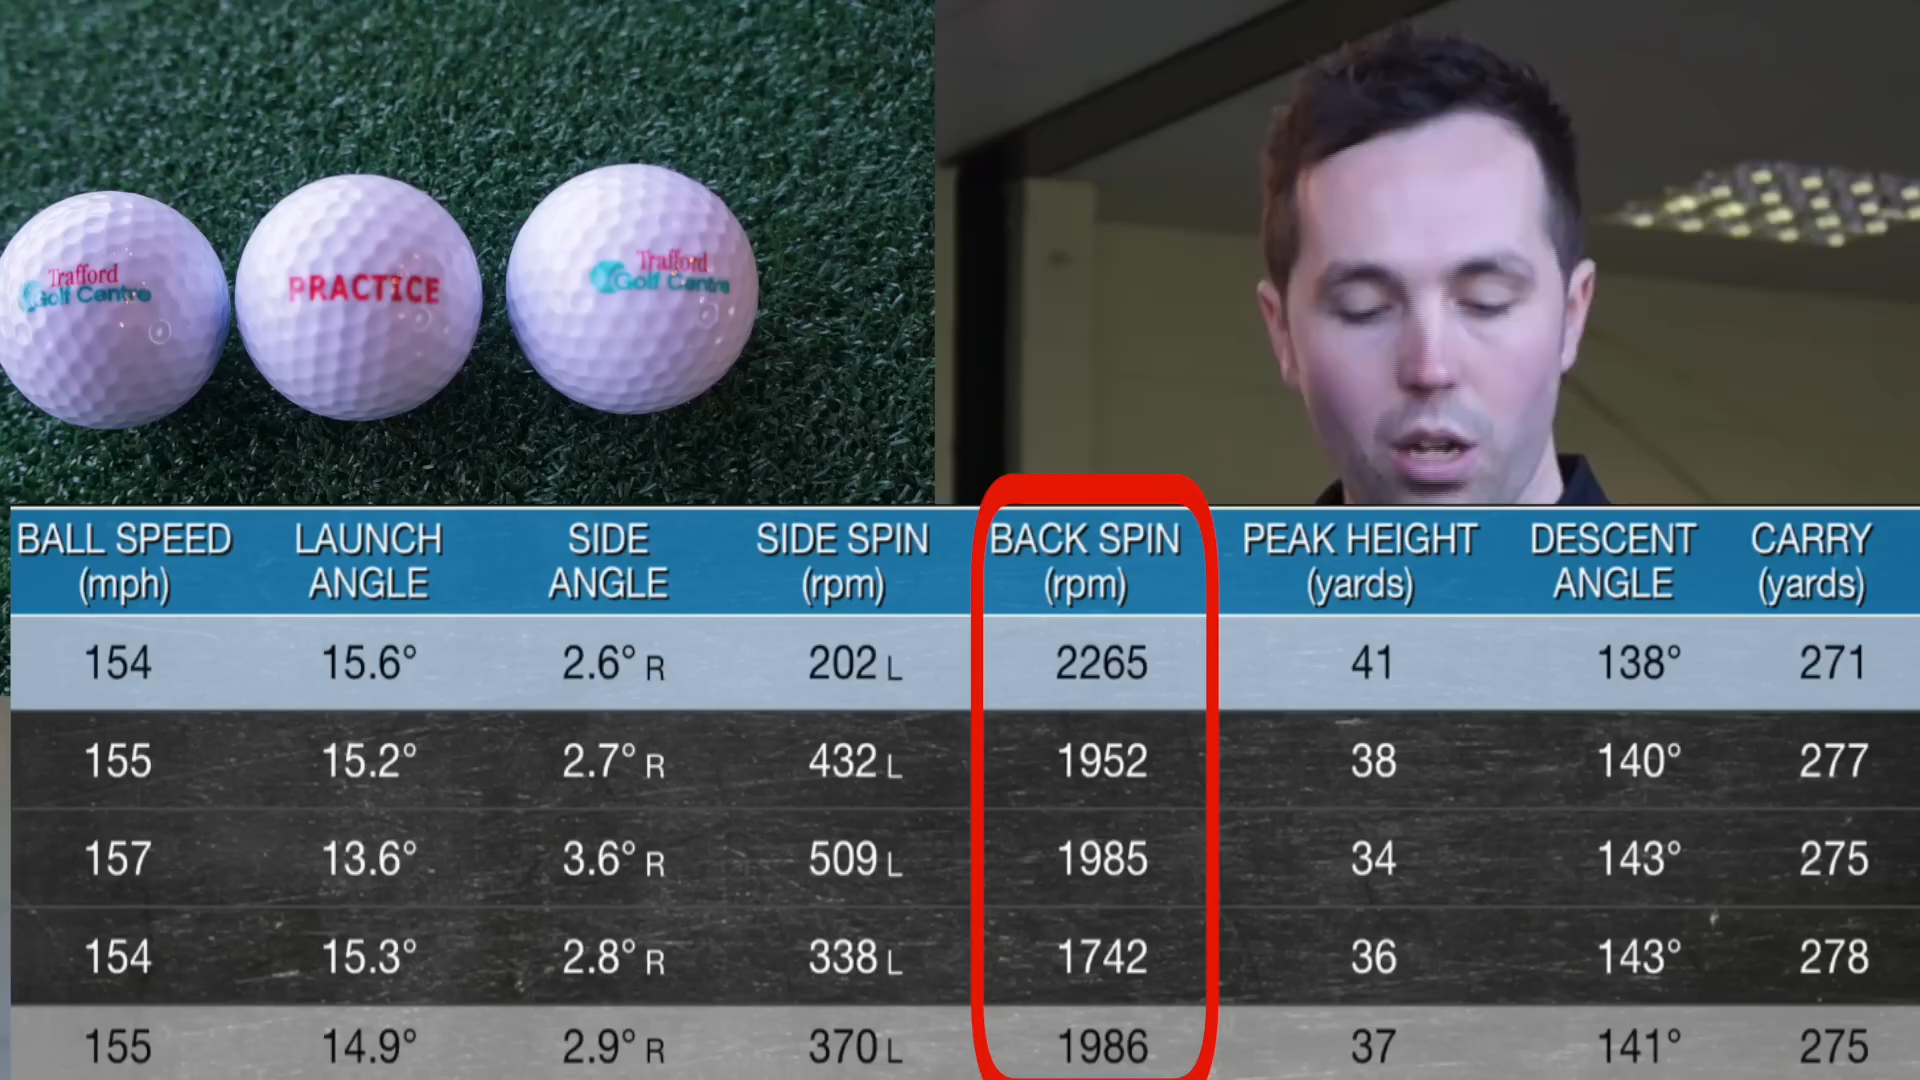 Trafford
Golf Centre
PRACTICE
Trafford
Golf Centre
BALL SPEED (mph) LAUNCH ANGLE SIDE ANGLE SIDE SPIN (rpm) BACK SPIN (rpm) PEAK HEIGHT (yards) DESCENT ANGLE CARRY (yards)
154 15.6° 2.6° R 202 L 2265 41 138° 271
155 15.2° 2.7° R 432 L 1952 38 140° 277
157 13.6° 3.6° R 509 L 1985 34 143° 275
154 15.3° 2.8° R 338 L 1742 36 143° 278
155 14.9° 2.9° R 370 L 1986 37 141° 275